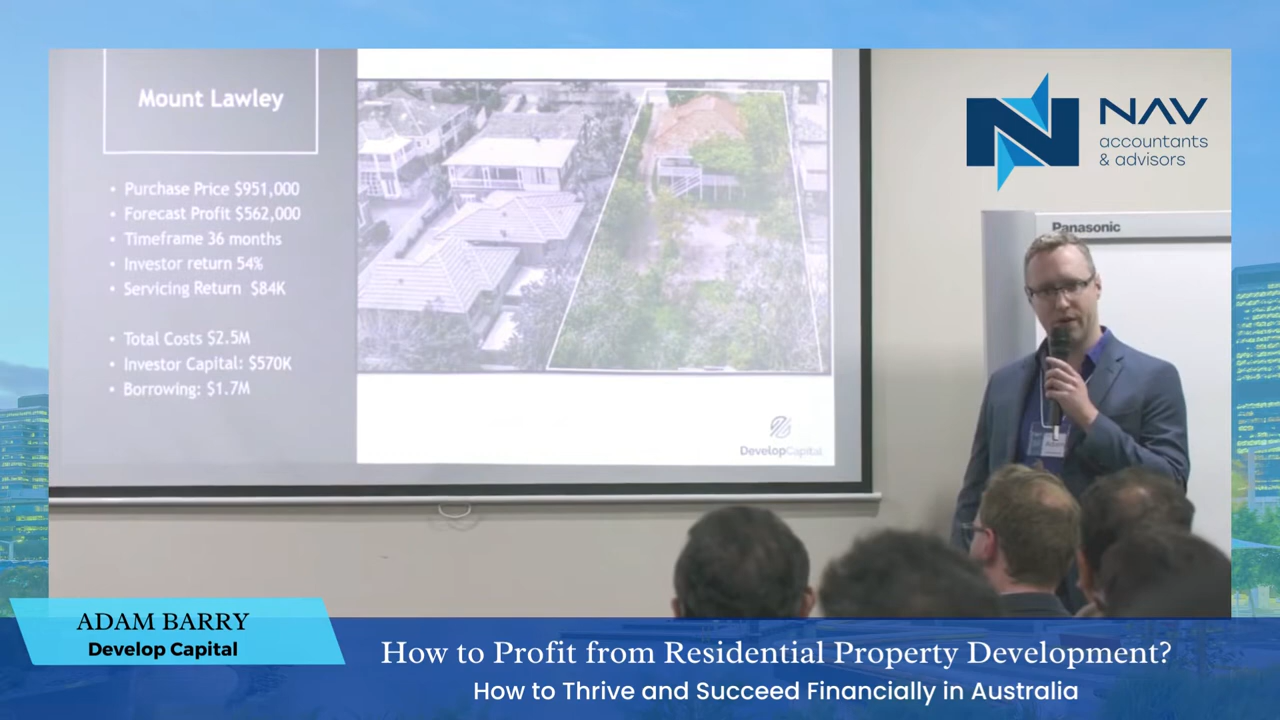 Mount Lawley
• Purchase Price $951,000
• Forecast Profit $562,000
• Timeframe 36 months
• Investor return 54%
• Servicing Return $84K
• Total Costs $2.5M
• Investor Capital: $570K
• Borrowing: $1.7M
DevelopCapital
NAV
accountants
& advisors
Panasonic
ADAM BARRY
Develop Capital
How to Profit from Residential Property Development?
How to Thrive and Succeed Financially in Australia